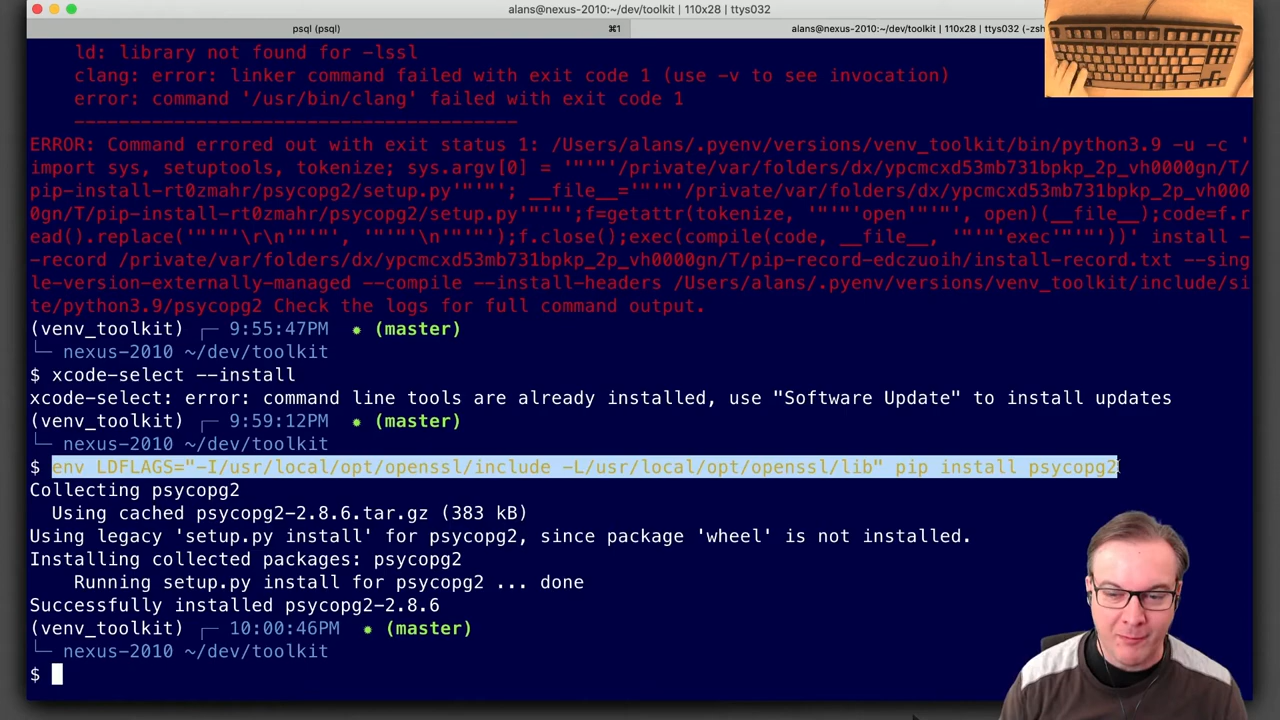 alans@nexus-2010:~/dev/toolkit | 110x28 | ttys032
psql (psql)
⌘1
alans@nexus-2010:~/dev/toolkit | 110x28 | ttys032 (-zsh
ld: library not found for -lssl
clang: error: linker command failed with exit code 1 (use -v to see invocation)
error: command '/usr/bin/clang' failed with exit code 1
----------------------------------------
ERROR: Command errored out with exit status 1: /Users/alans/.pyenv/versions/venv_toolkit/bin/python3.9 -u -c '
import sys, setuptools, tokenize; sys.argv[0] = '"'"'/private/var/folders/dx/ypcmcxd53mb731bpkp_2p_vh0000gn/T/
pip-install-rt0zmahr/psycopg2/setup.py'"'"'; __file__='"'"'/private/var/folders/dx/ypcmcxd53mb731bpkp_2p_vh000
0gn/T/pip-install-rt0zmahr/psycopg2/setup.py'"'"';f=getattr(tokenize, '"'"'open'"'"', open)(__file__);code=f.r
ead().replace('"'"'\r\n'"'"', '"'"'\n'"'"');f.close();exec(compile(code, __file__, '"'"'exec'"'"'))' install -
-record /private/var/folders/dx/ypcmcxd53mb731bpkp_2p_vh0000gn/T/pip-record-edczuoih/install-record.txt --sing
le-version-externally-managed --compile --install-headers /Users/alans/.pyenv/versions/venv_toolkit/include/si
te/python3.9/psycopg2 Check the logs for full command output.
(venv_toolkit) ┌─ 9:55:47PM ✹ (master)
└─ nexus-2010 ~/dev/toolkit
$ xcode-select --install
xcode-select: error: command line tools are already installed, use "Software Update" to install updates
(venv_toolkit) ┌─ 9:59:12PM ✹ (master)
└─ nexus-2010 ~/dev/toolkit
$ env LDFLAGS="-I/usr/local/opt/openssl/include -L/usr/local/opt/openssl/lib" pip install psycopg2
Collecting psycopg2
Using cached psycopg2-2.8.6.tar.gz (383 kB)
Using legacy 'setup.py install' for psycopg2, since package 'wheel' is not installed.
Installing collected packages: psycopg2
Running setup.py install for psycopg2 ... done
Successfully installed psycopg2-2.8.6
(venv_toolkit) ┌─ 10:00:46PM ✹ (master)
└─ nexus-2010 ~/dev/toolkit
$